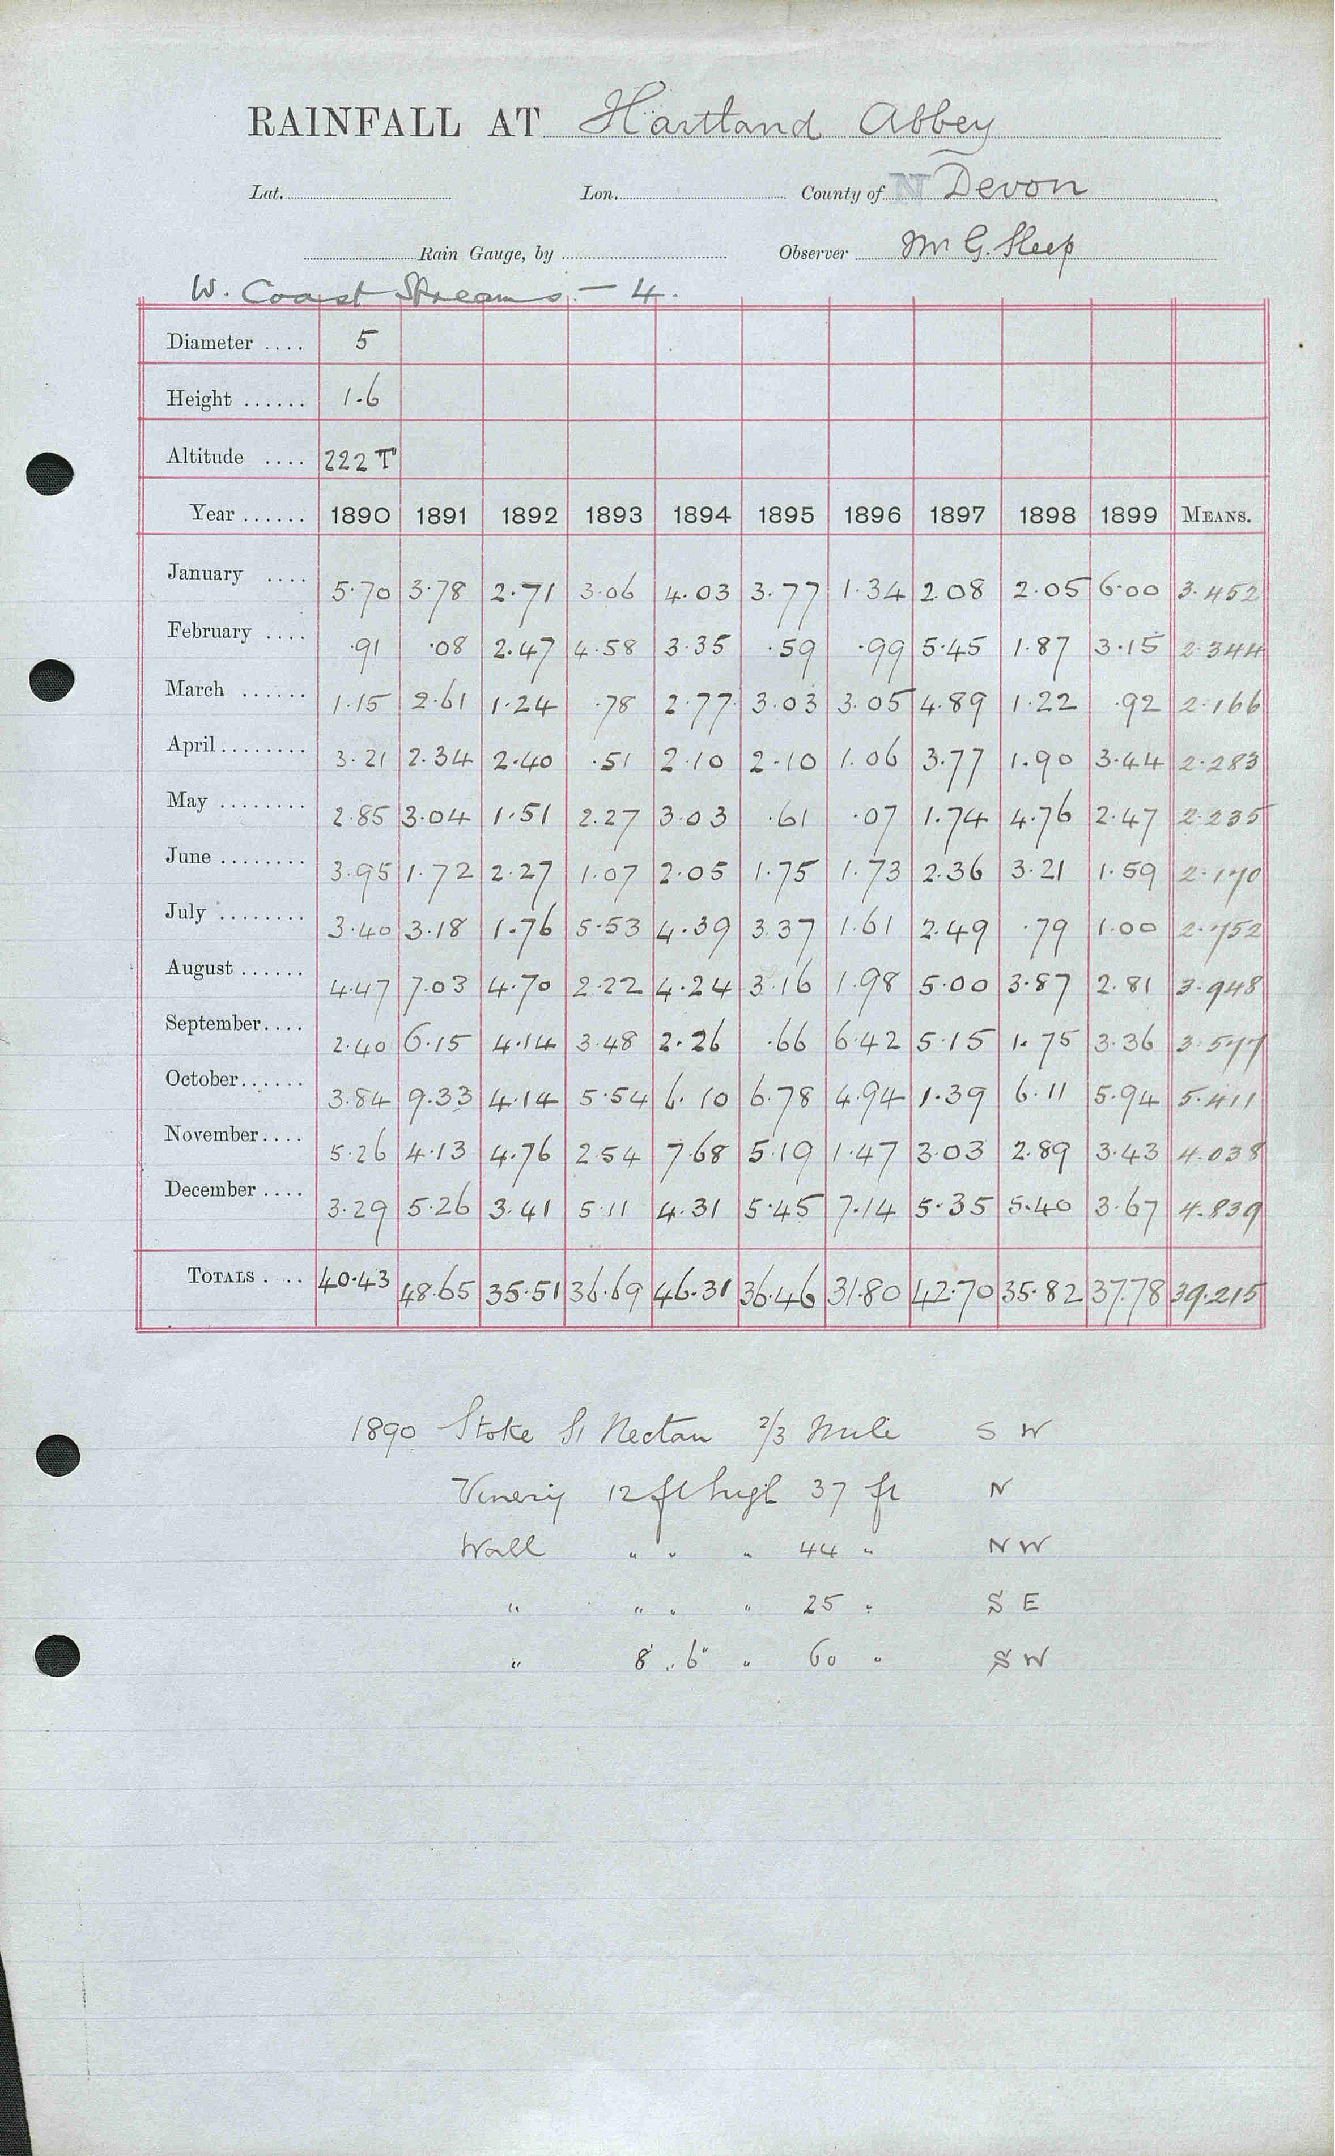 RAINFALL AT Hartland Abbey
Lat. Lon. County of N Devon
Rain Gauge, by Observer Mr G. Sleep
W. Coast Streams. - 4.
Diameter .... 5
Height ...... 1.6
Altitude .... 222 T
Year ...... 1890 1891 1892 1893 1894 1895 1896 1897 1898 1899 MEANS.
January .... 5.70 3.78 2.71 3.06 4.03 3.77 1.34 2.08 2.05 6.00 3.452
February .... .91 .08 2.47 4.58 3.35 .59 .99 5.45 1.87 3.15 2.344
March ...... 1.15 2.61 1.24 .78 2.77 3.03 3.05 4.89 1.22 .92 2.166
April ........ 3.21 2.34 2.40 .51 2.10 2.10 1.06 3.77 1.90 3.44 2.283
May ........ 2.85 3.04 1.51 2.27 3.03 .61 .07 1.74 4.76 2.47 2.235
June ........ 3.95 1.72 2.27 1.07 2.05 1.75 1.73 2.36 3.21 1.59 2.170
July ........ 3.40 3.18 1.76 5.53 4.39 3.37 1.61 2.49 .79 1.00 2.752
August ...... 4.47 7.03 4.70 2.22 4.24 3.16 1.98 5.00 3.87 2.81 3.948
September.... 2.40 6.15 4.14 3.48 2.26 .66 6.42 5.15 1.75 3.36 3.577
October...... 3.84 9.33 4.14 5.54 6.10 6.78 4.94 1.39 6.11 5.94 5.411
November.... 5.26 4.13 4.76 2.54 7.68 5.19 1.47 3.03 2.89 3.43 4.038
December .... 3.29 5.26 3.41 5.11 4.31 5.45 7.14 5.35 5.40 3.67 4.839
TOTALS .... 40.43 48.65 35.51 36.69 46.31 36.46 31.80 42.70 35.82 37.78 39.215
1890 Stoke St Nectan 2/3 Mile S W
Vinery 12 ft high 37 ft N
Wall " " " 44 " N W
" " " " 25 " S E
" 8 " 6" " 60 " S W